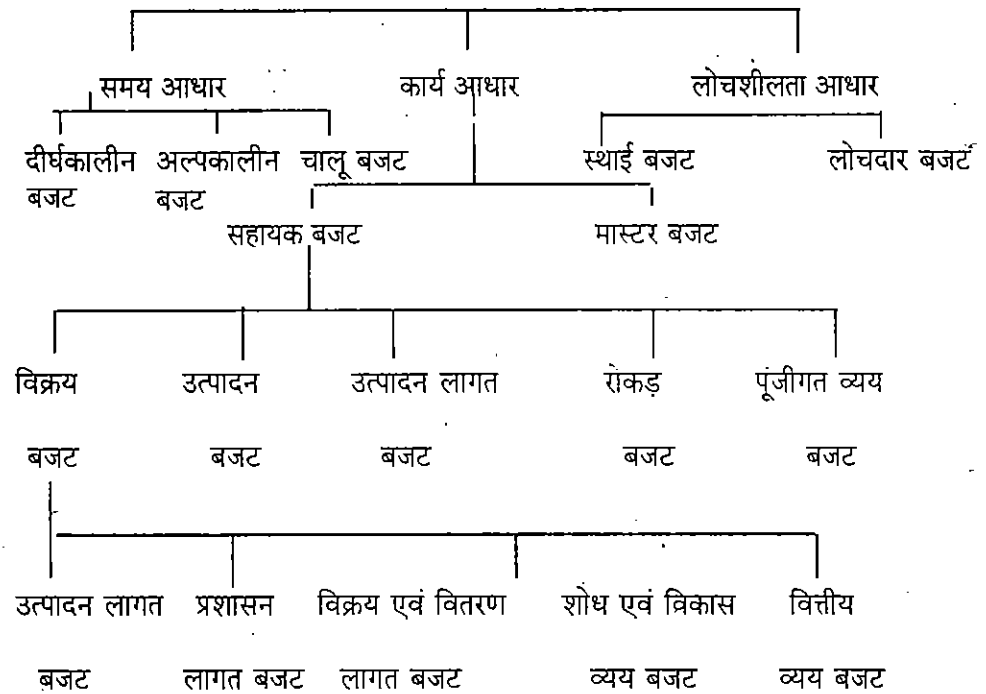 समय आधार कार्य आधार लोचशीलता आधार
दीर्घकालीन अल्पकालीन चालू बजट स्थाई बजट लोचदार बजट
बजट बजट
सहायक बजट मास्टर बजट
विक्रय उत्पादन उत्पादन लागत रोकड़ पूंजीगत व्यय
बजट बजट बजट बजट बजट
उत्पादन लागत प्रशासन विक्रय एवं वितरण शोध एवं विकास वित्तीय
बजट लागत बजट लागत बजट व्यय बजट व्यय बजट